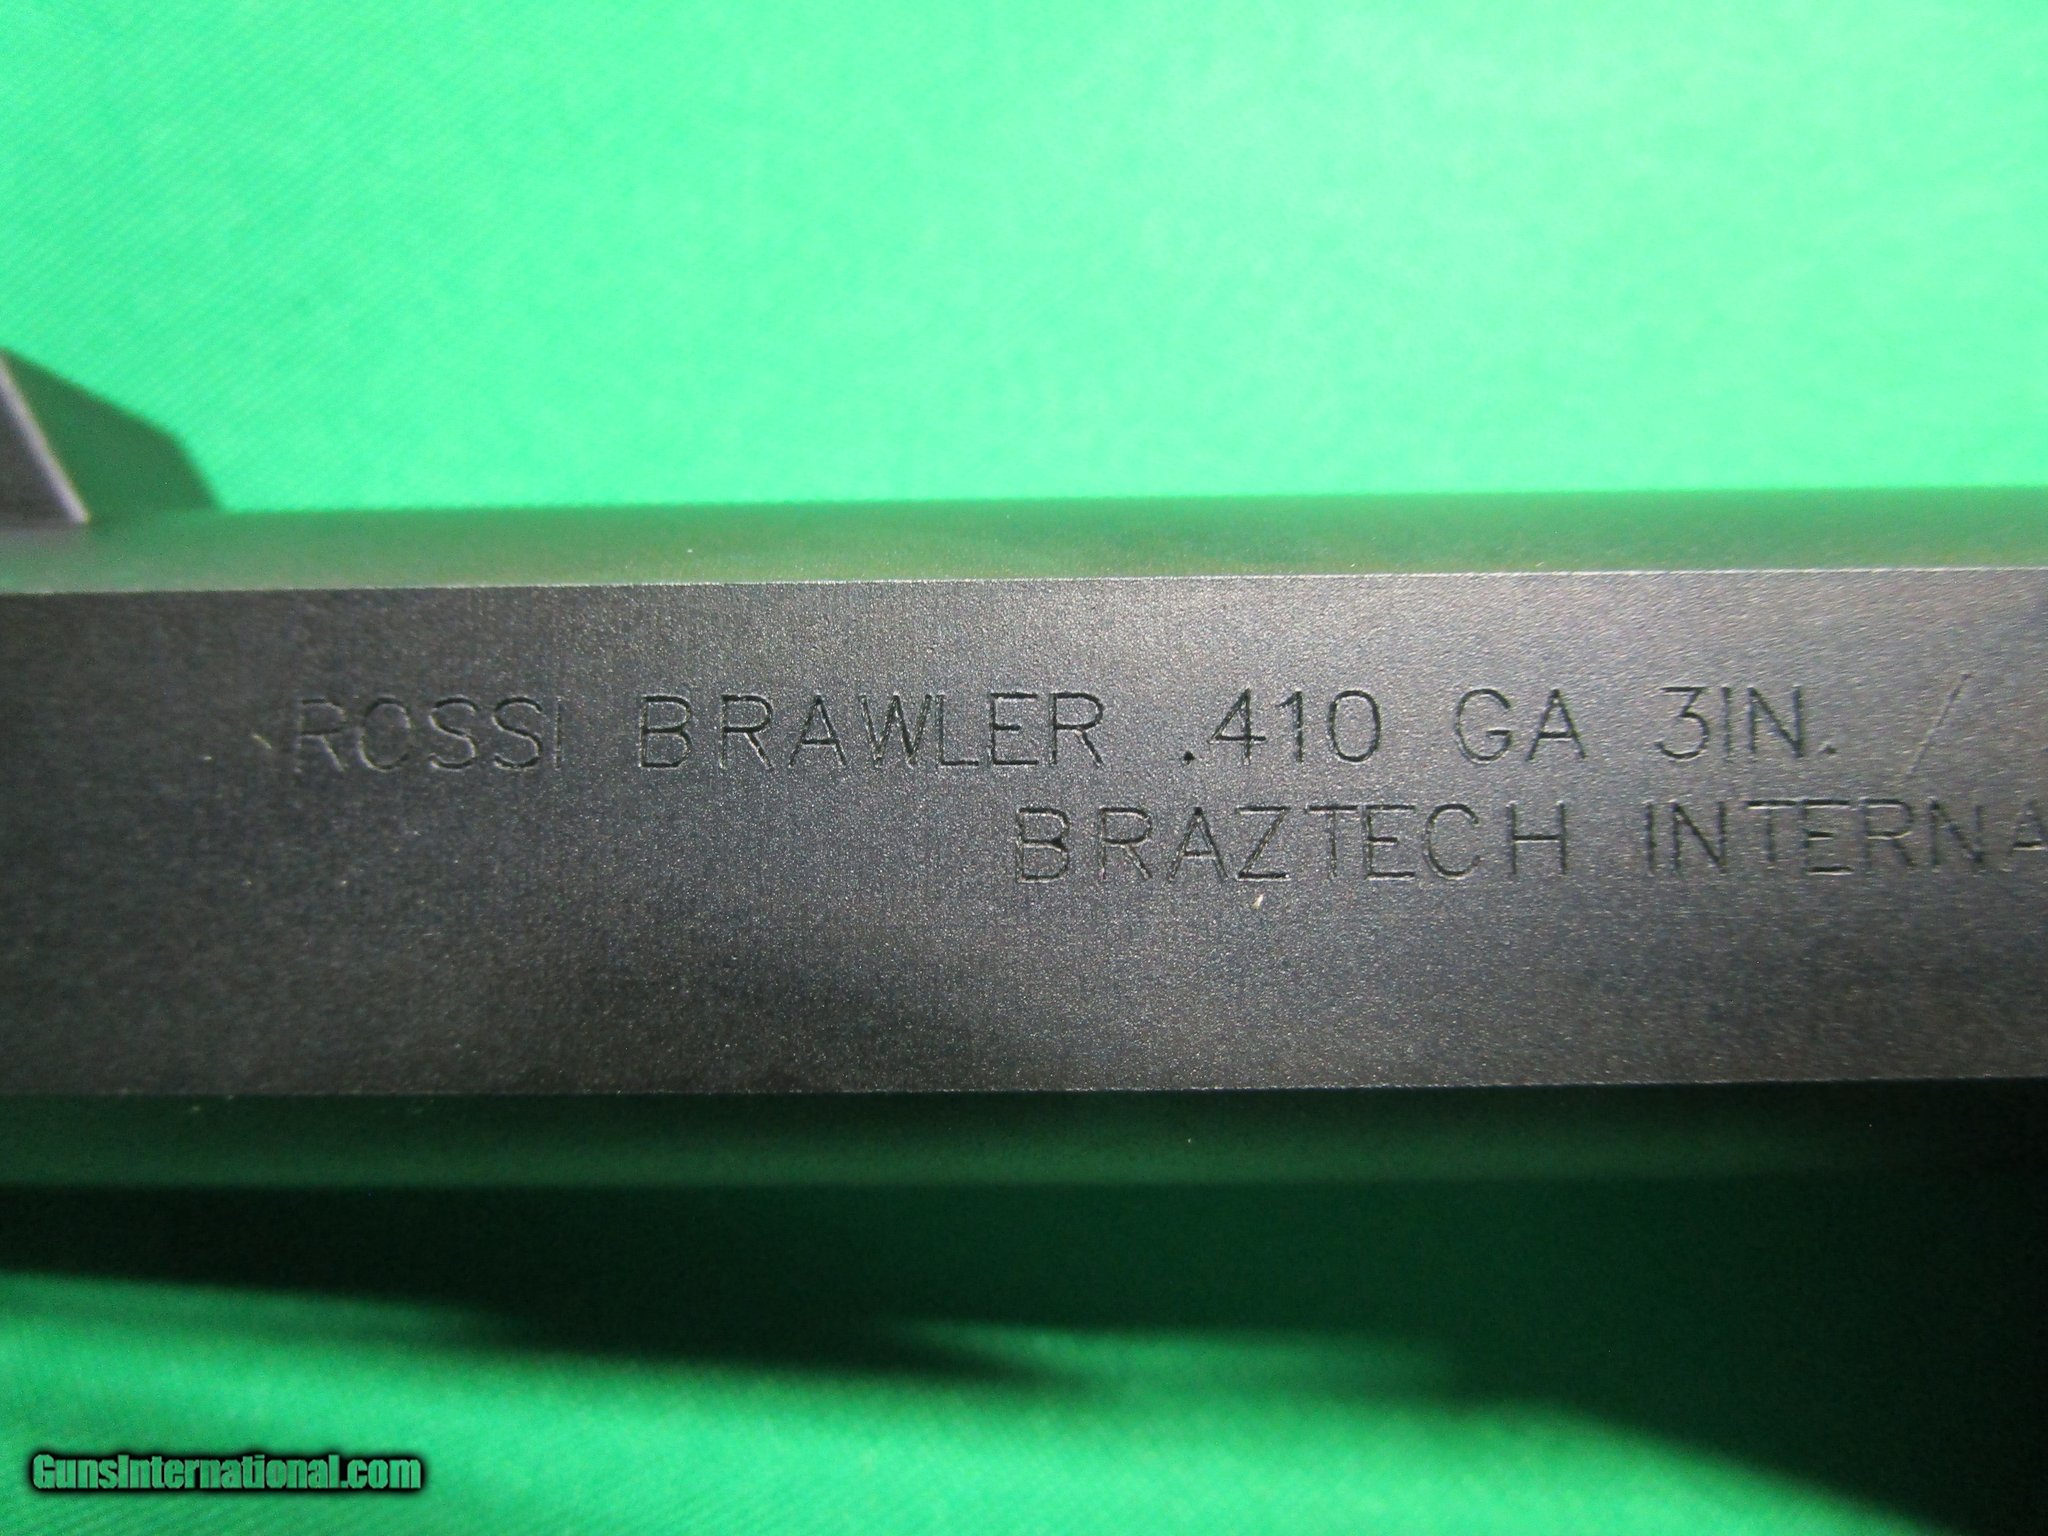 ROSSI BRAWLER .410 GA 3IN. /
BRAZTECH INTERNA
GunsInternational.com